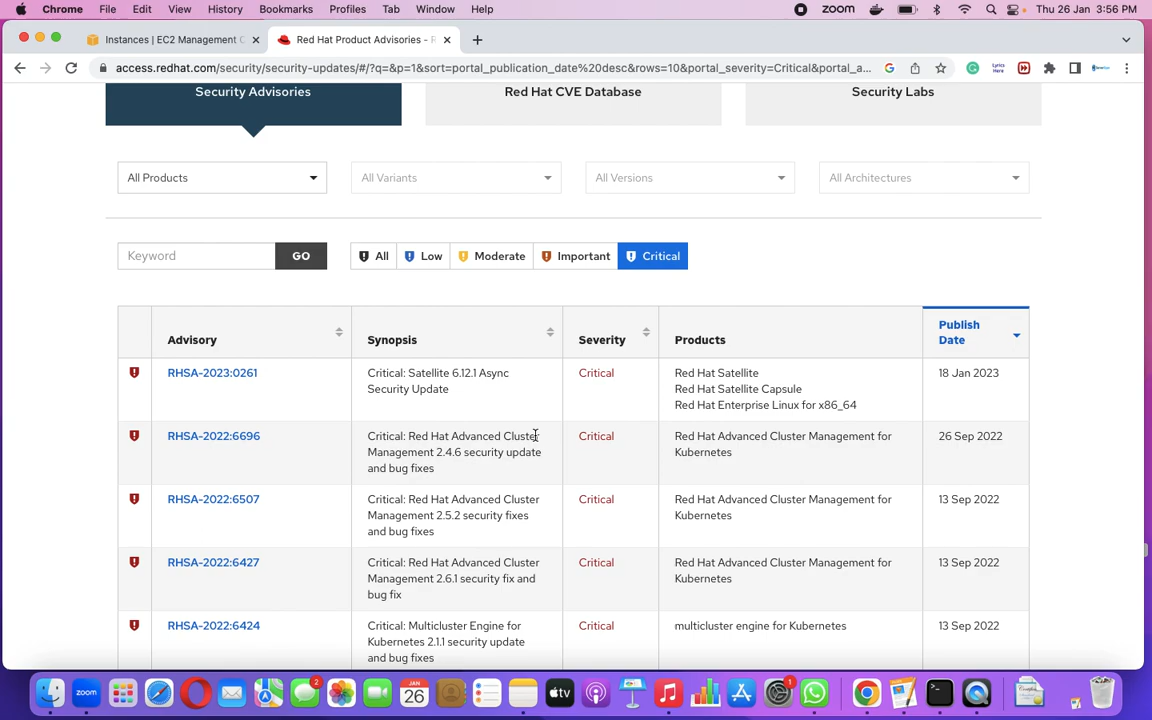 Chrome File Edit View History Bookmarks Profiles Tab Window Help zoom Thu 26 Jan 3:56 PM
Instances | EC2 Management C Red Hat Product Advisories - R
access.redhat.com/security/security-updates/#/?q=&p=1&sort=portal_publication_date%20desc&rows=10&portal_severity=Critical&portal_a...
Security Advisories Red Hat CVE Database Security Labs
All Products All Variants All Versions All Architectures
Keyword GO All Low Moderate Important Critical
Advisory Synopsis Severity Products Publish
Date
RHSA-2023:0261 Critical: Satellite 6.12.1 Async Critical Red Hat Satellite 18 Jan 2023
Security Update Red Hat Satellite Capsule
Red Hat Enterprise Linux for x86_64
RHSA-2022:6696 Critical: Red Hat Advanced Cluster Critical Red Hat Advanced Cluster Management for 26 Sep 2022
Management 2.4.6 security update Kubernetes
and bug fixes
RHSA-2022:6507 Critical: Red Hat Advanced Cluster Critical Red Hat Advanced Cluster Management for 13 Sep 2022
Management 2.5.2 security fixes Kubernetes
and bug fixes
RHSA-2022:6427 Critical: Red Hat Advanced Cluster Critical Red Hat Advanced Cluster Management for 13 Sep 2022
Management 2.6.1 security fix and Kubernetes
bug fix
RHSA-2022:6424 Critical: Multicluster Engine for Critical multicluster engine for Kubernetes 13 Sep 2022
Kubernetes 2.1.1 security update
and bug fixes
zoom 2 JAN 26 tv 1